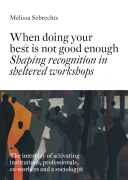 Melissa Sebrechts
When doing your
best is not good enough
Shaping recognition in
sheltered workshops
The interplay of activating
institutions, professionals,
co-workers and a sociologist